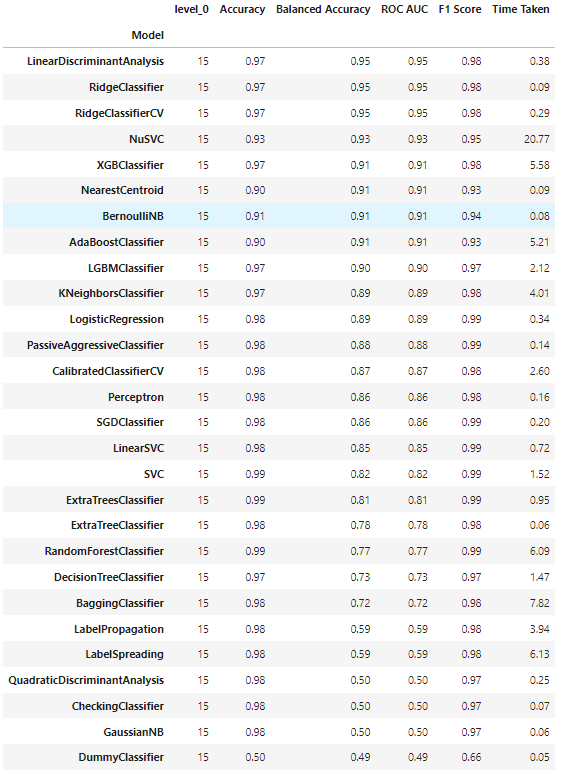 level_0 Accuracy Balanced Accuracy ROC AUC F1 Score Time Taken
Model
LinearDiscriminantAnalysis 15 0.97 0.95 0.95 0.98 0.38
RidgeClassifier 15 0.97 0.95 0.95 0.98 0.09
RidgeClassifierCV 15 0.97 0.95 0.95 0.98 0.29
NuSVC 15 0.93 0.93 0.93 0.95 20.77
XGBClassifier 15 0.97 0.91 0.91 0.98 5.58
NearestCentroid 15 0.90 0.91 0.91 0.93 0.09
BernoulliNB 15 0.91 0.91 0.91 0.94 0.08
AdaBoostClassifier 15 0.90 0.91 0.91 0.93 5.21
LGBMClassifier 15 0.97 0.90 0.90 0.97 2.12
KNeighborsClassifier 15 0.97 0.89 0.89 0.98 4.01
LogisticRegression 15 0.98 0.89 0.89 0.99 0.34
PassiveAggressiveClassifier 15 0.98 0.88 0.88 0.99 0.14
CalibratedClassifierCV 15 0.98 0.87 0.87 0.98 2.60
Perceptron 15 0.98 0.86 0.86 0.98 0.16
SGDClassifier 15 0.98 0.86 0.86 0.99 0.20
LinearSVC 15 0.98 0.85 0.85 0.99 0.72
SVC 15 0.99 0.82 0.82 0.99 1.52
ExtraTreesClassifier 15 0.99 0.81 0.81 0.99 0.95
ExtraTreeClassifier 15 0.98 0.78 0.78 0.98 0.06
RandomForestClassifier 15 0.99 0.77 0.77 0.99 6.09
DecisionTreeClassifier 15 0.97 0.73 0.73 0.97 1.47
BaggingClassifier 15 0.98 0.72 0.72 0.98 7.82
LabelPropagation 15 0.98 0.59 0.59 0.98 3.94
LabelSpreading 15 0.98 0.59 0.59 0.98 6.13
QuadraticDiscriminantAnalysis 15 0.98 0.50 0.50 0.97 0.25
CheckingClassifier 15 0.98 0.50 0.50 0.97 0.07
GaussianNB 15 0.98 0.50 0.50 0.97 0.06
DummyClassifier 15 0.50 0.49 0.49 0.66 0.05